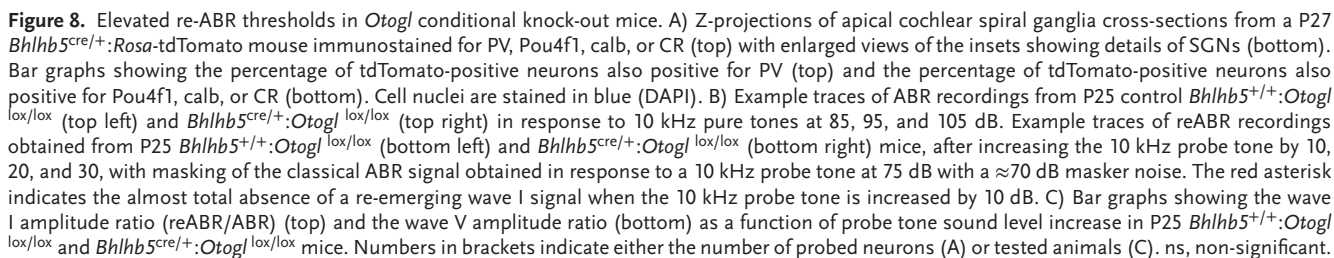 Figure 8. Elevated re-ABR thresholds in Otogl conditional knock-out mice. A) Z-projections of apical cochlear spiral ganglia cross-sections from a P27
Bhlhb5cre/+:Rosa-tdTomato mouse immunostained for PV, Pou4f1, calb, or CR (top) with enlarged views of the insets showing details of SGNs (bottom).
Bar graphs showing the percentage of tdTomato-positive neurons also positive for PV (top) and the percentage of tdTomato-positive neurons also
positive for Pou4f1, calb, or CR (bottom). Cell nuclei are stained in blue (DAPI). B) Example traces of ABR recordings from P25 control Bhlhb5+/+:Otogl
lox/lox (top left) and Bhlhb5cre/+:Otogl lox/lox (top right) in response to 10 kHz pure tones at 85, 95, and 105 dB. Example traces of reABR recordings
obtained from P25 Bhlhb5+/+:Otogl lox/lox (bottom left) and Bhlhb5cre/+:Otogl lox/lox (bottom right) mice, after increasing the 10 kHz probe tone by 10,
20, and 30, with masking of the classical ABR signal obtained in response to a 10 kHz probe tone at 75 dB with a ≈70 dB masker noise. The red asterisk
indicates the almost total absence of a re-emerging wave I signal when the 10 kHz probe tone is increased by 10 dB. C) Bar graphs showing the wave
I amplitude ratio (reABR/ABR) (top) and the wave V amplitude ratio (bottom) as a function of probe tone sound level increase in P25 Bhlhb5+/+:Otogl
lox/lox and Bhlhb5cre/+:Otogl lox/lox mice. Numbers in brackets indicate either the number of probed neurons (A) or tested animals (C). ns, non-significant.